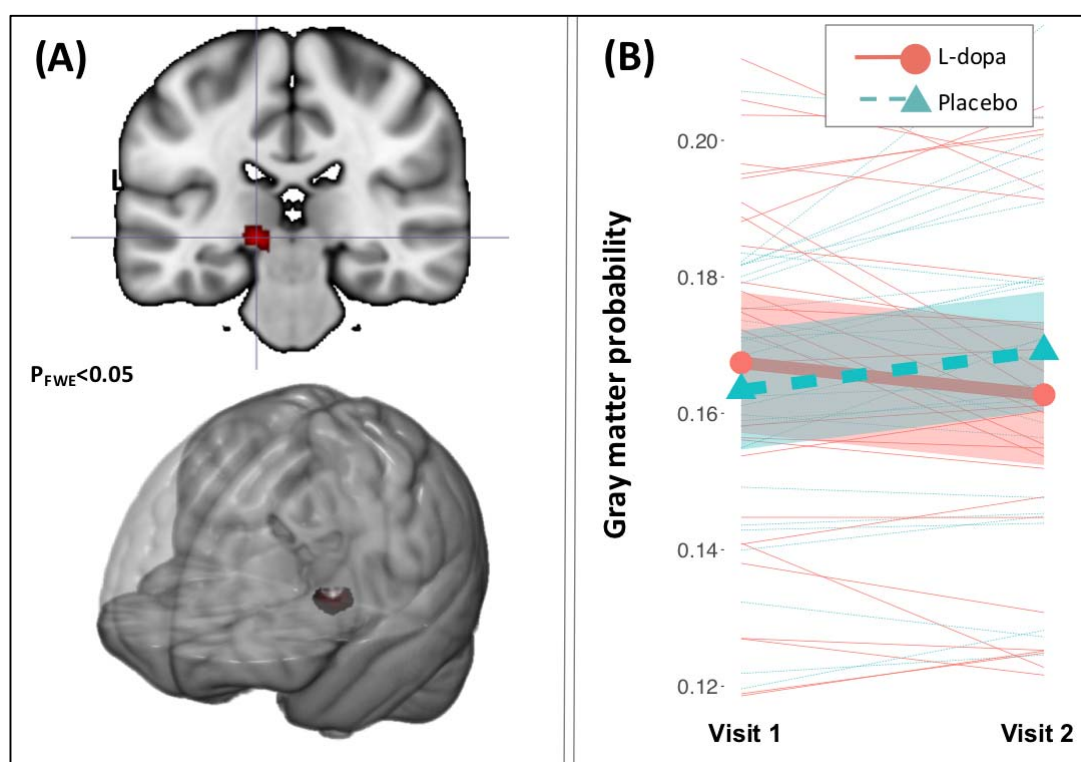 (A)
L
P_FWE<0.05
(B)
L-dopa
Placebo
Gray matter probability
0.20
0.18
0.16
0.14
0.12
Visit 1
Visit 2